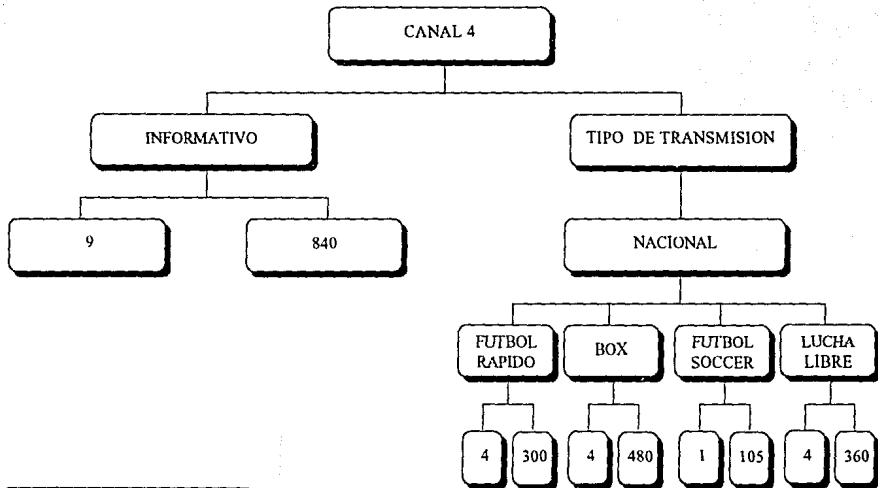 CANAL 4
INFORMATIVO
TIPO DE TRANSMISION
9
840
NACIONAL
FUTBOL
RAPIDO
BOX
FUTBOL
SOCCER
LUCHA
LIBRE
4
300
4
480
1
105
4
360